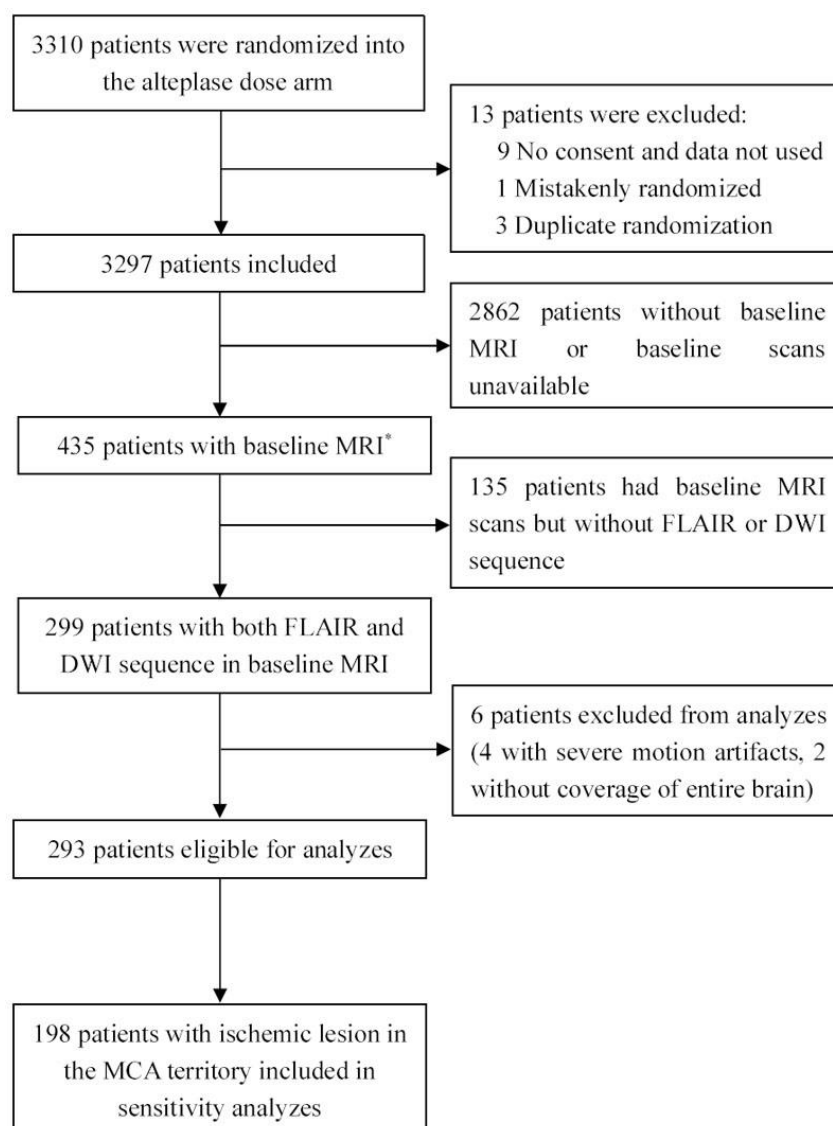 3310 patients were randomized into
the alteplase dose arm
13 patients were excluded:
9 No consent and data not used
1 Mistakenly randomized
3 Duplicate randomization
3297 patients included
2862 patients without baseline
MRI or baseline scans
unavailable
435 patients with baseline MRI*
135 patients had baseline MRI
scans but without FLAIR or DWI
sequence
299 patients with both FLAIR and
DWI sequence in baseline MRI
6 patients excluded from analyzes
(4 with severe motion artifacts, 2
without coverage of entire brain)
293 patients eligible for analyzes
198 patients with ischemic lesion in
the MCA territory included in
sensitivity analyzes